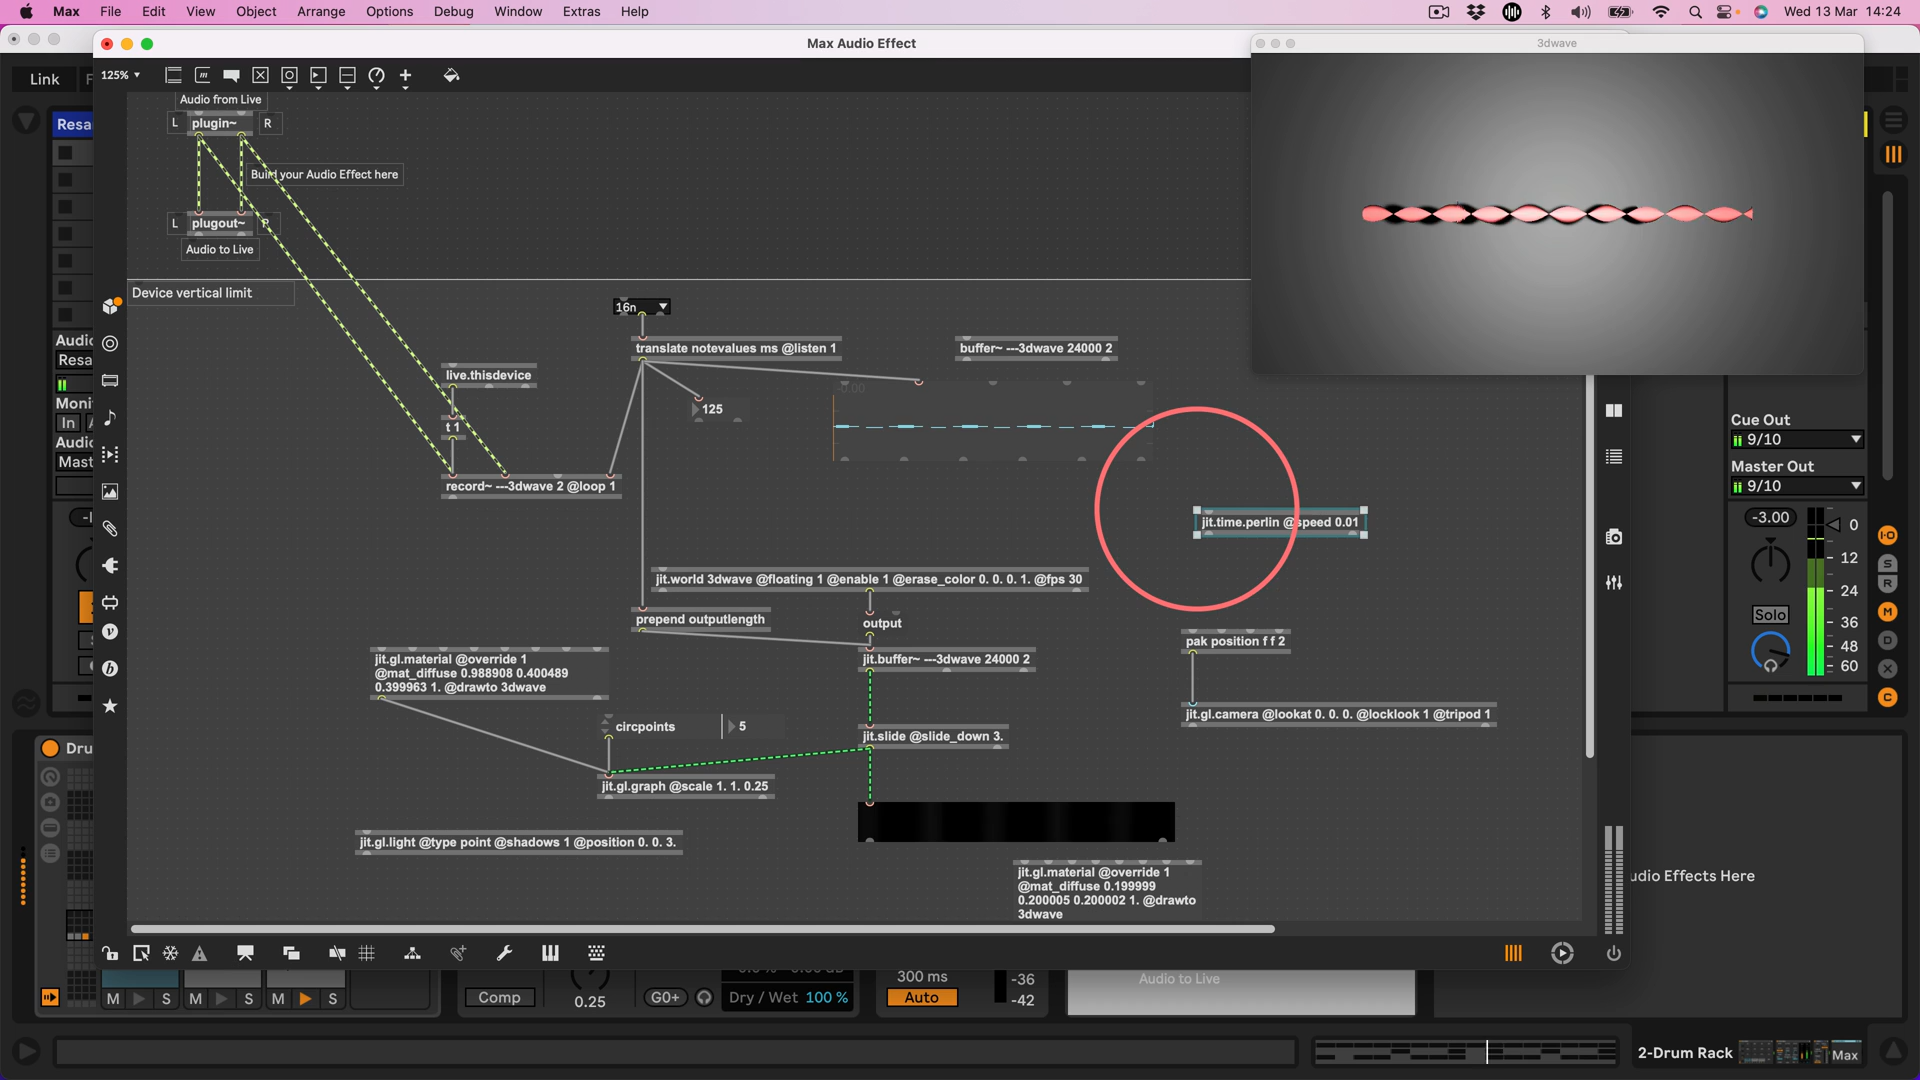 Max File Edit View Object Arrange Options Debug Window Extras Help
Wed 13 Mar 14:24
Max Audio Effect
3dwave
Link
125%
Audio from Live
L plugin~ R
Build your Audio Effect here
L plugout~
Audio to Live
Device vertical limit
Resa
16n
translate notevalues ms @listen 1
buffer~ ---3dwave 24000 2
live.thisdevice
125
t 1
record~ ---3dwave 2 @loop 1
jit.time.perlin @speed 0.01
jit.world 3dwave @floating 1 @enable 1 @erase_color 0. 0. 0. 1. @fps 30
prepend outputlength
output
pak position f f 2
jit.buffer~ ---3dwave 24000 2
jit.gl.material @override 1
@mat_diffuse 0.988908 0.400489
0.399963 1. @drawto 3dwave
jit.gl.camera @lookat 0. 0. 0. @locklook 1 @tripod 1
circpoints
5
jit.slide @slide_down 3.
jit.gl.graph @scale 1. 1. 0.25
jit.gl.light @type point @shadows 1 @position 0. 0. 3.
jit.gl.material @override 1
@mat_diffuse 0.199999
0.200005 0.200002 1. @drawto
3dwave
Audio
Resa
Monit
In
Audio
Mast
Dru
Cue Out
9/10
Master Out
9/10
-3.00
0
12
24
36
48
60
Solo
I·O
S
R
M
D
X
C
udio Effects Here
M S M S M S
Comp
0.25
G0+
Dry / Wet 100 %
300 ms
Auto
-36
-42
Audio to Live
2-Drum Rack
Max